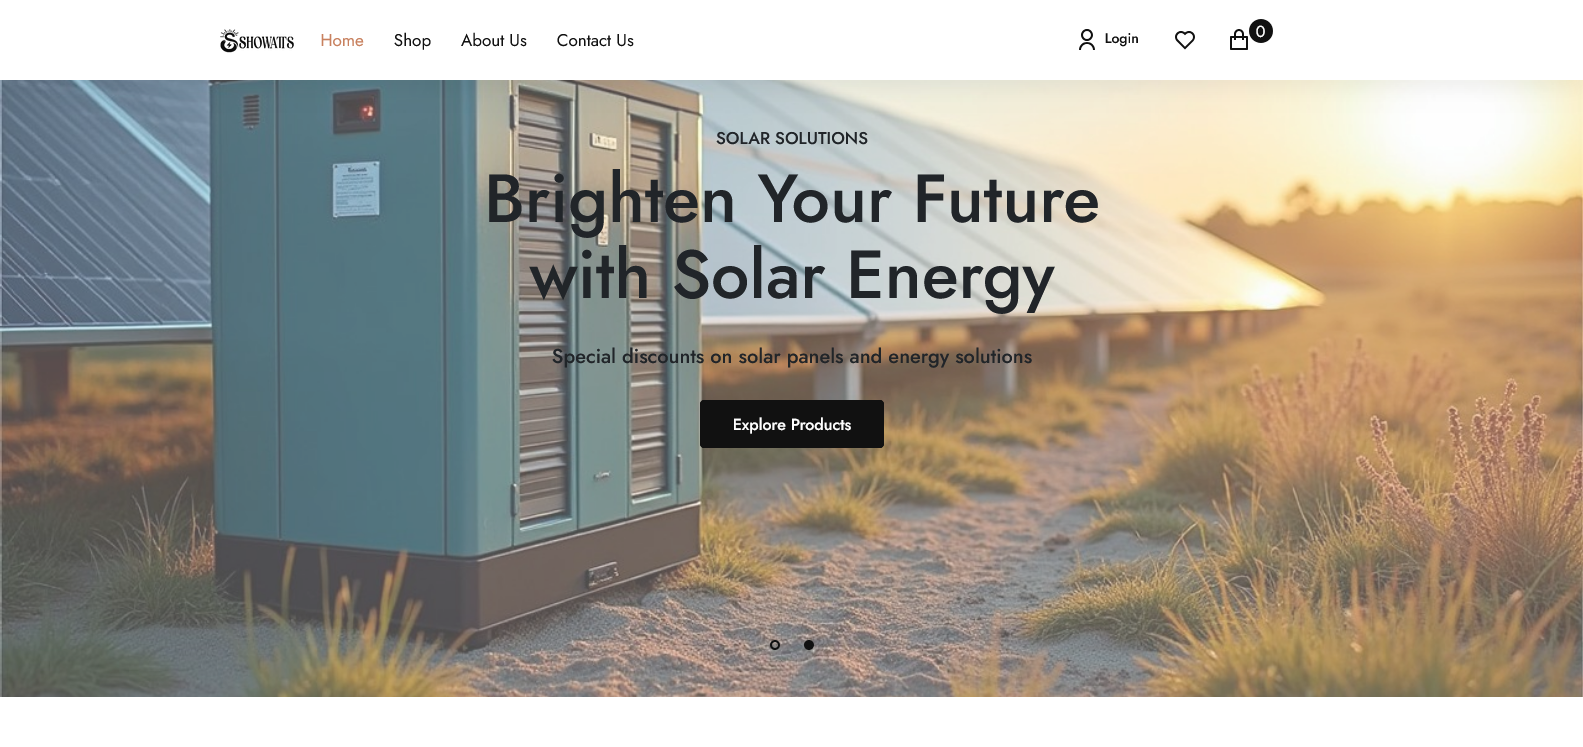 SHOWATTS
Home
Shop
About Us
Contact Us
Login
0
SOLAR SOLUTIONS
Brighten Your Future
with Solar Energy
Special discounts on solar panels and energy solutions
Explore Products